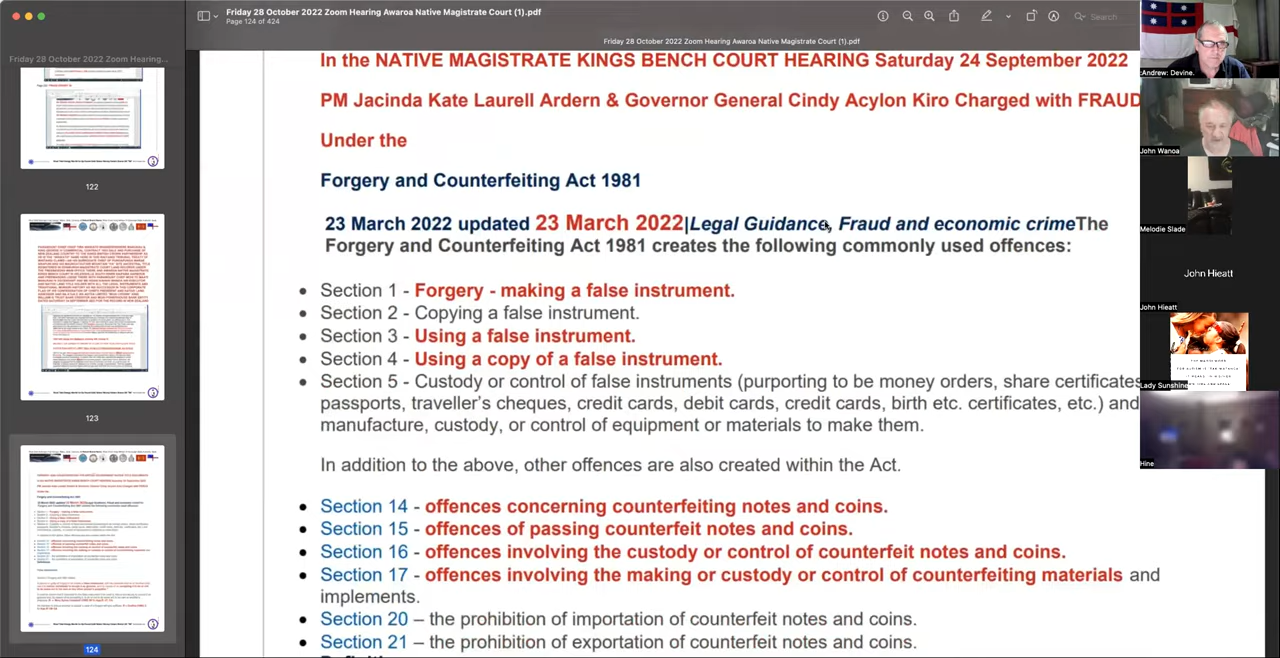 Friday 28 October 2022 Zoom Hearing Awaroa Native Magistrate Court (1).pdf
Page 124 of 424
Search
Friday 28 October 2022 Zoom Hearing...
Friday 28 October 2022 Zoom Hearing Awaroa Native Magistrate Court (1).pdf
122
123
124
In the NATIVE MAGISTRATE KINGS BENCH COURT HEARING Saturday 24 September 2022
PM Jacinda Kate Laurell Ardern & Governor General Cindy Acylon Kiro Charged with FRAUD
Under the
Forgery and Counterfeiting Act 1981
23 March 2022 updated 23 March 2022|Legal Guidance, Fraud and economic crimeThe
Forgery and Counterfeiting Act 1981 creates the following commonly used offences:
• Section 1 - Forgery - making a false instrument.
• Section 2 - Copying a false instrument.
• Section 3 - Using a false instrument.
• Section 4 - Using a copy of a false instrument.
• Section 5 - Custody or control of false instruments (purporting to be money orders, share certificates
passports, traveller's cheques, credit cards, debit cards, credit cards, birth etc. certificates, etc.) and
manufacture, custody, or control of equipment or materials to make them.
In addition to the above, other offences are also created within the Act.
• Section 14 - offences concerning counterfeiting notes and coins.
• Section 15 - offences of passing counterfeit notes and coins.
• Section 16 - offences involving the custody or control of counterfeit notes and coins.
• Section 17 - offences involving the making or custody or control of counterfeiting materials and
implements.
• Section 20 – the prohibition of importation of counterfeit notes and coins.
• Section 21 – the prohibition of exportation of counterfeit notes and coins.
:Andrew: Devine.
John Wanoa
Melodie Slade
John Hieatt
John Hieatt
Lady Sunshine
Hine